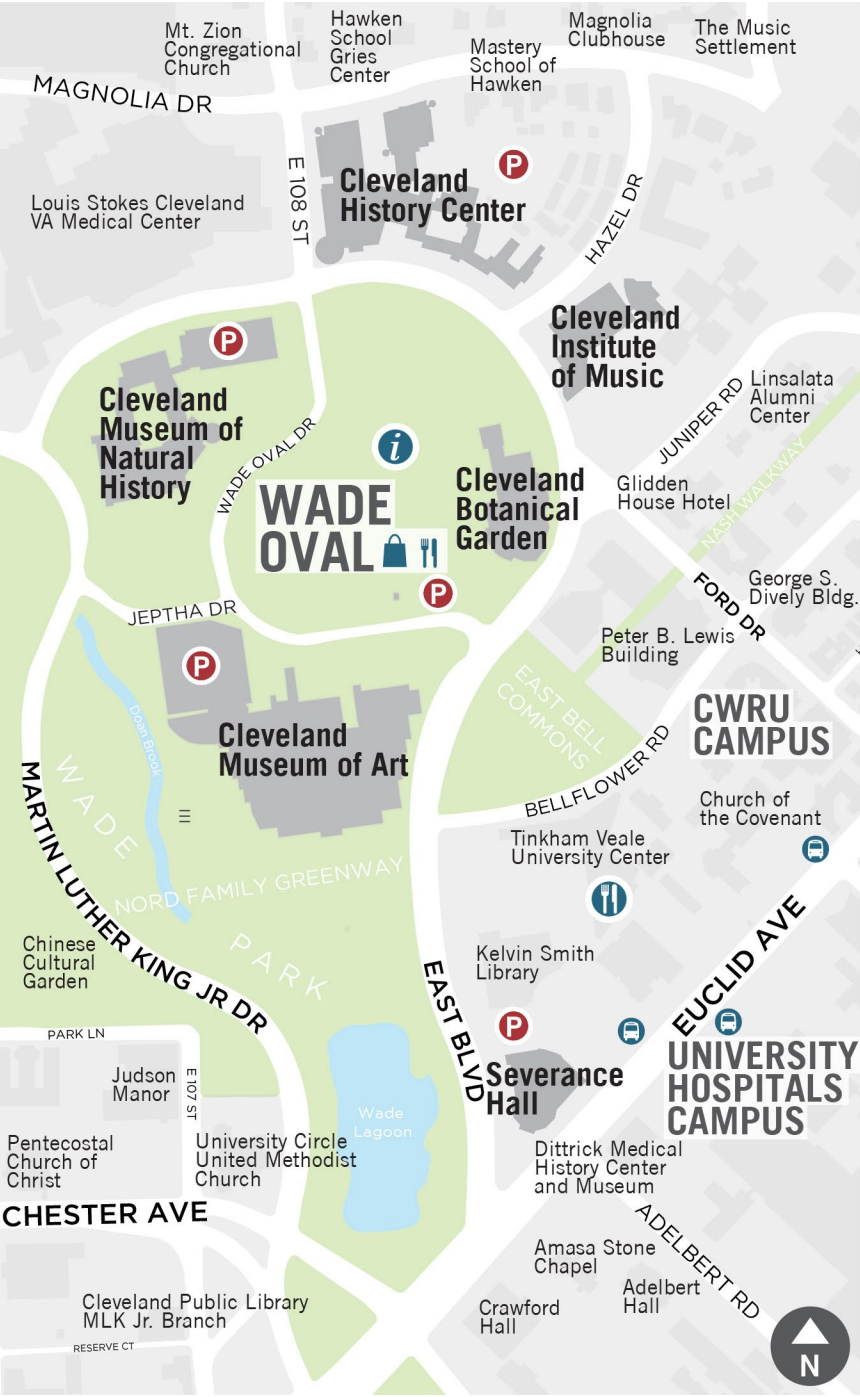 Mt. Zion
Congregational
Church
Hawken
School
Gries
Center
Mastery
School of
Hawken
Magnolia
Clubhouse
The Music
Settlement
MAGNOLIA DR
E 108 ST
P
Cleveland
History Center
HAZEL DR
Louis Stokes Cleveland
VA Medical Center
Cleveland
Institute
of Music
P
Cleveland
Museum of
Natural
History
WADE OVAL DR
i
JUNIPER RD
Linsalata
Alumni
Center
Cleveland
Botanical
Garden
Glidden
House Hotel
NASH WALKWAY
WADE
OVAL
P
FORD DR
George S.
Dively Bldg.
JEPTHA DR
Peter B. Lewis
Building
P
EAST BELL
COMMONS
CWRU
CAMPUS
Doan Brook
Cleveland
Museum of Art
BELLFLOWER RD
Church of
the Covenant
WADE
PARK
MARTIN LUTHER KING JR DR
Tinkham Veale
University Center
NORD FAMILY GREENWAY
EUCLID AVE
Chinese
Cultural
Garden
Kelvin Smith
Library
EAST BLVD
P
PARK LN
E 107 ST
Judson
Manor
Severance
Hall
UNIVERSITY
HOSPITALS
CAMPUS
Wade
Lagoon
Pentecostal
Church of
Christ
University Circle
United Methodist
Church
Dittrick Medical
History Center
and Museum
CHESTER AVE
ADELBERT RD
Amasa Stone
Chapel
Adelbert
Hall
Crawford
Hall
Cleveland Public Library
MLK Jr. Branch
RESERVE CT
N